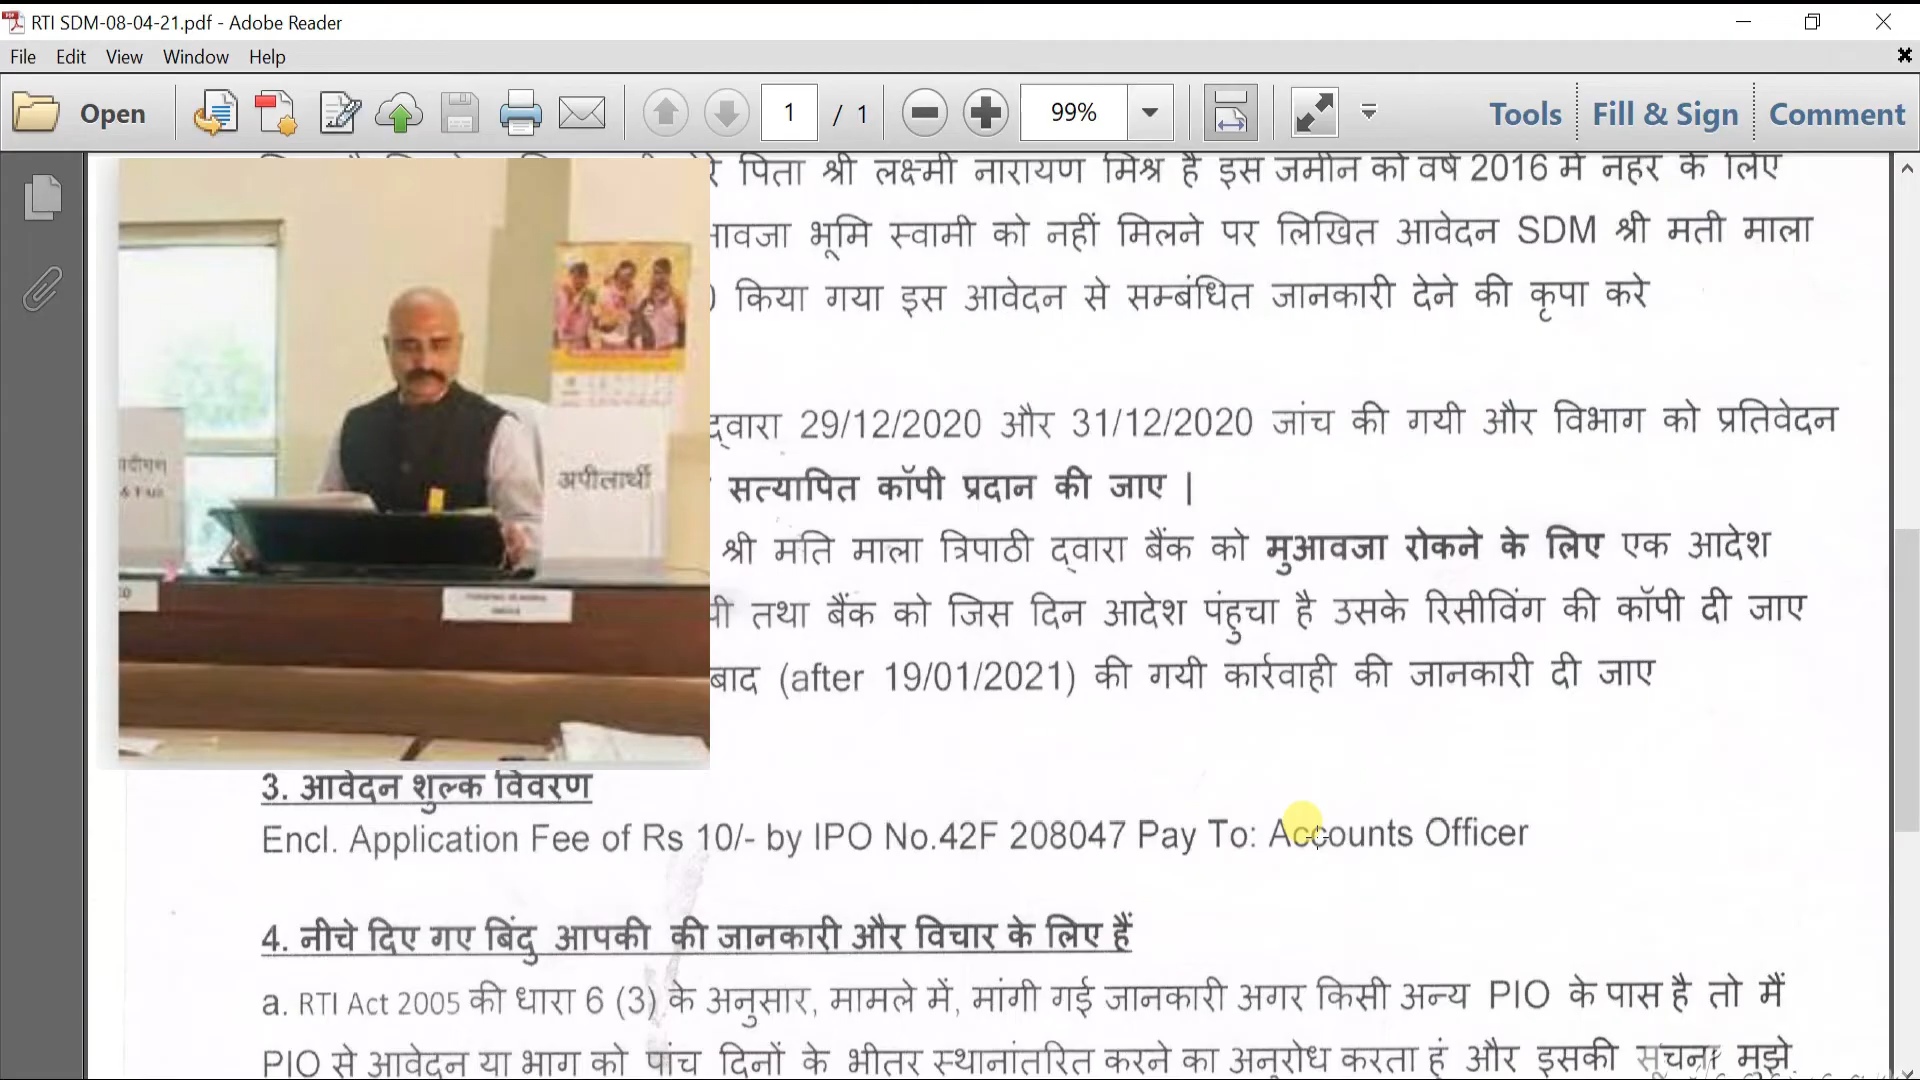 RTI SDM-08-04-21.pdf - Adobe Reader
File Edit View Window Help
Open 1 / 1 99% Tools Fill & Sign Comment
पिता श्री लक्ष्मी नारायण मिश्र है इस जमीन को वर्ष 2016 में नहर के लिए
भूमि स्वामी को नहीं मिलने पर लिखित आवेदन SDM श्री मती माला
) किया गया इस आवेदन से सम्बंधित जानकारी देने की कृपा करे
द्वारा 29/12/2020 और 31/12/2020 जांच की गयी और विभाग को प्रतिवेदन
सत्यापित कॉपी प्रदान की जाए |
श्री मति माला त्रिपाठी द्वारा बैंक को मुआवजा रोकने के लिए एक आदेश
तथा बैंक को जिस दिन आदेश पंहुचा है उसके रिसीविंग की कॉपी दी जाए
बाद (after 19/01/2021) की गयी कार्रवाही की जानकारी दी जाए
अपीलार्थी
3. आवेदन शुल्क विवरण
Encl. Application Fee of Rs 10/- by IPO No.42F 208047 Pay To: Accounts Officer
4. नीचे दिए गए बिंदु आपकी की जानकारी और विचार के लिए हैं
a. RTI Act 2005 की धारा 6 (3) के अनुसार, मामले में, मांगी गई जानकारी अगर किसी अन्य PIO के पास है तो मैं
PIO से आवेदन या भाग को पांच दिनों के भीतर स्थानांतरित करने का अनुरोध करता हूं और इसकी सूचना मुझे